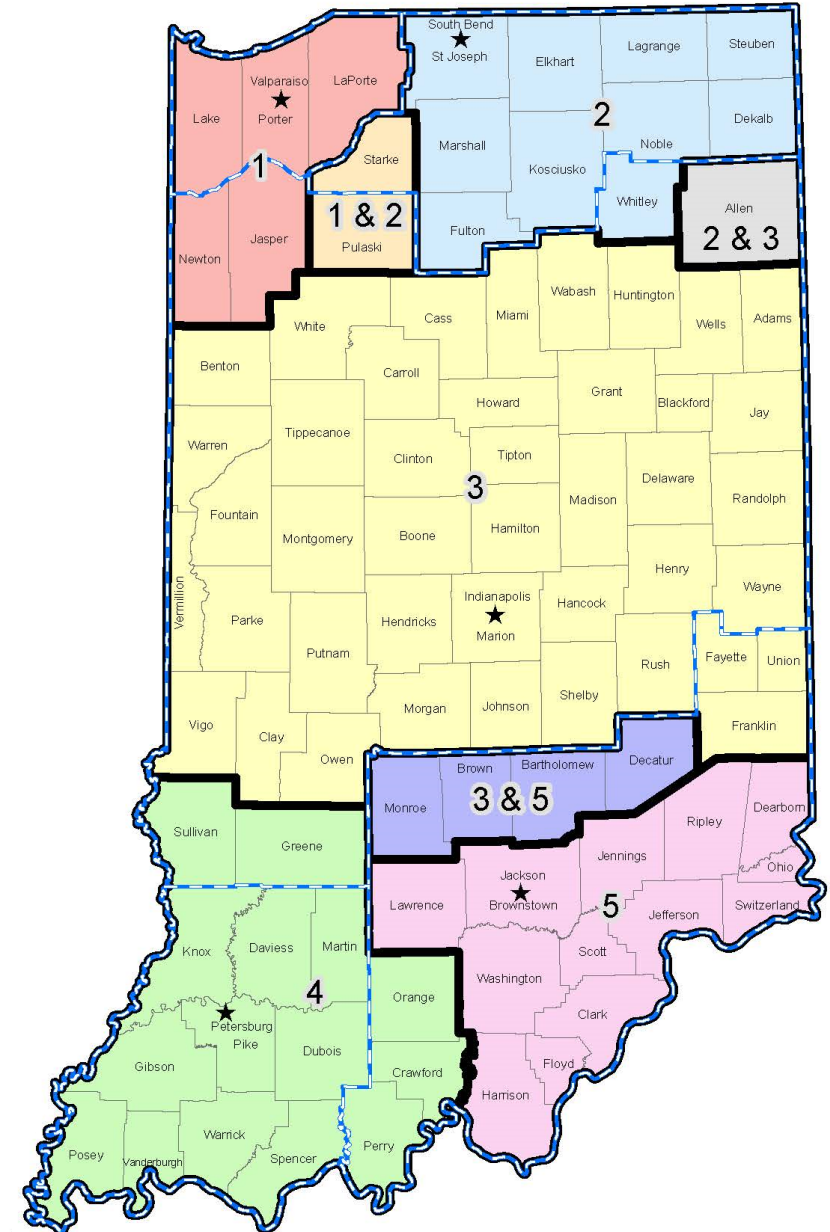 South Bend
St Joseph
Elkhart
Lagrange
Steuben
Valparaiso
Porter
LaPorte
Lake
2
Dekalb
Marshall
Noble
Starke
1
Kosciusko
Whitley
Allen
2 & 3
1 & 2
Pulaski
Fulton
Jasper
Newton
Wabash
Huntington
White
Cass
Miami
Wells
Adams
Benton
Carroll
Grant
Howard
Blackford
Jay
Warren
Tippecanoe
Clinton
Tipton
3
Delaware
Madison
Randolph
Fountain
Montgomery
Boone
Hamilton
Henry
Wayne
Vermillion
Parke
Hendricks
Indianapolis
Marion
Hancock
Putnam
Rush
Fayette
Union
Vigo
Clay
Owen
Morgan
Johnson
Shelby
Franklin
Monroe
Brown
Bartholomew
Decatur
3 & 5
Sullivan
Greene
Ripley
Dearborn
Jennings
Ohio
Lawrence
Jackson
Brownstown
5
Jefferson
Switzerland
Knox
Daviess
Martin
Scott
4
Washington
Orange
Petersburg
Pike
Dubois
Clark
Gibson
Crawford
Floyd
Harrison
Posey
Vanderburgh
Warrick
Spencer
Perry